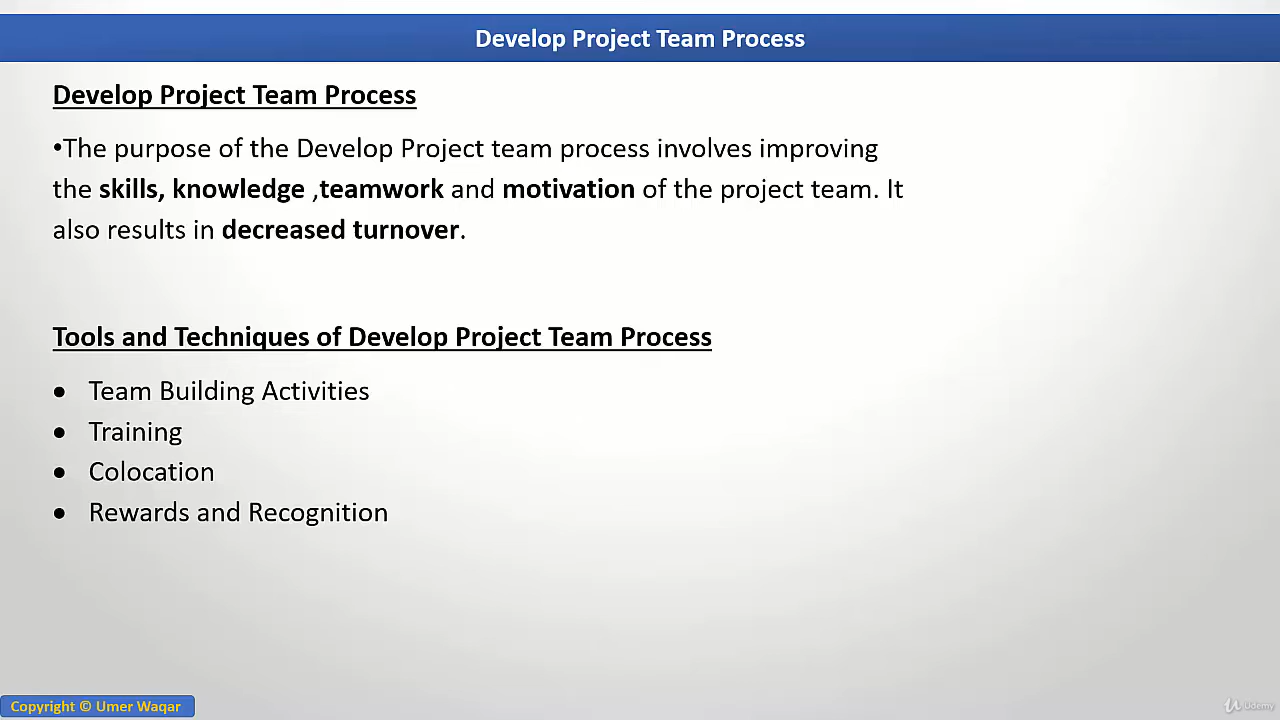 Develop Project Team Process
Develop Project Team Process
•The purpose of the Develop Project team process involves improving
the skills, knowledge ,teamwork and motivation of the project team. It
also results in decreased turnover.
Tools and Techniques of Develop Project Team Process
● Team Building Activities
● Training
● Colocation
● Rewards and Recognition
Copyright © Umer Waqar
Udemy